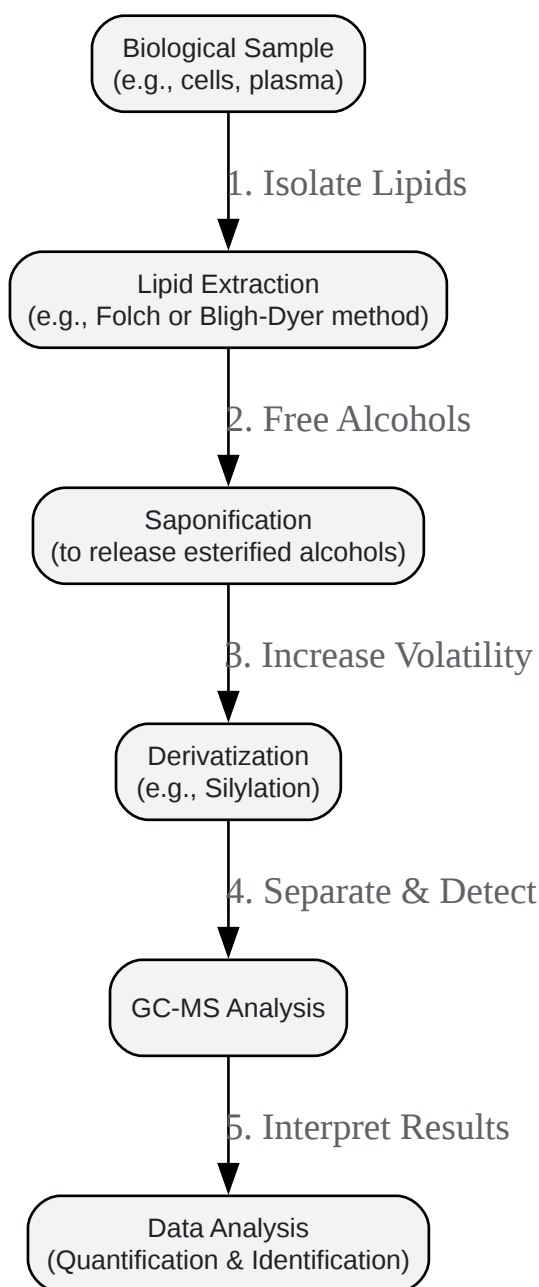 Biological Sample
(e.g., cells, plasma)
1. Isolate Lipids
Lipid Extraction
(e.g., Folch or Bligh-Dyer method)
2. Free Alcohols
Saponification
(to release esterified alcohols)
3. Increase Volatility
Derivatization
(e.g., Silylation)
4. Separate & Detect
GC-MS Analysis
5. Interpret Results
Data Analysis
(Quantification & Identification)